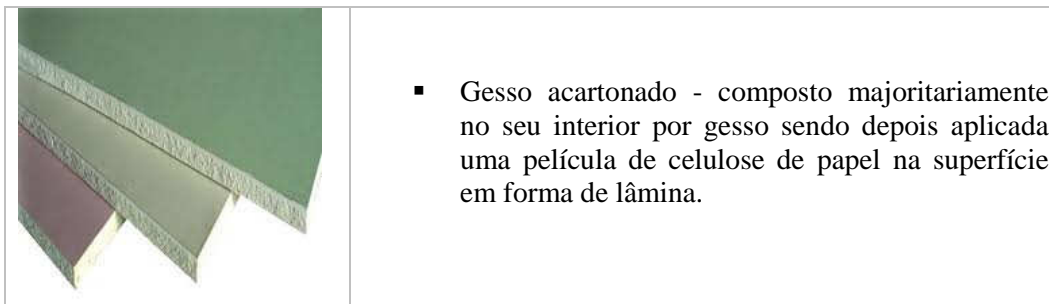 ▪ Gesso acartonado - composto majoritariamente
no seu interior por gesso sendo depois aplicada
uma película de celulose de papel na superfície
em forma de lâmina.